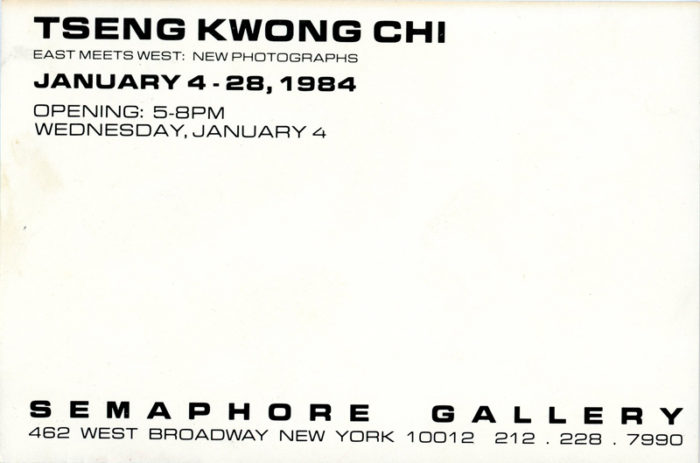 TSENG KWONG CHI
EAST MEETS WEST: NEW PHOTOGRAPHS
JANUARY 4 - 28, 1984
OPENING: 5-8PM
WEDNESDAY, JANUARY 4
SEMAPHORE GALLERY
462 WEST BROADWAY NEW YORK 10012 212 . 228 . 7990